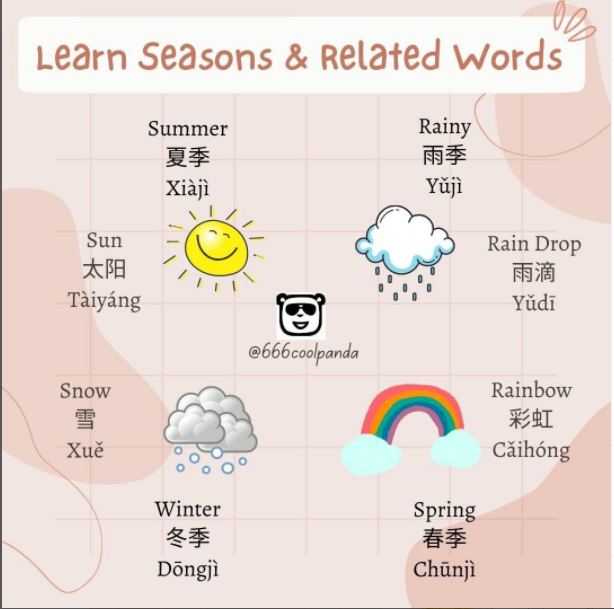 Learn Seasons & Related Words
Summer
夏季
Xiàjì
Rainy
雨季
Yǔjì
Sun
太阳
Tàiyáng
Rain Drop
雨滴
Yǔdī
@666coolpanda
Snow
雪
Xuě
Rainbow
彩虹
Cǎihóng
Winter
冬季
Dōngjì
Spring
春季
Chūnjì